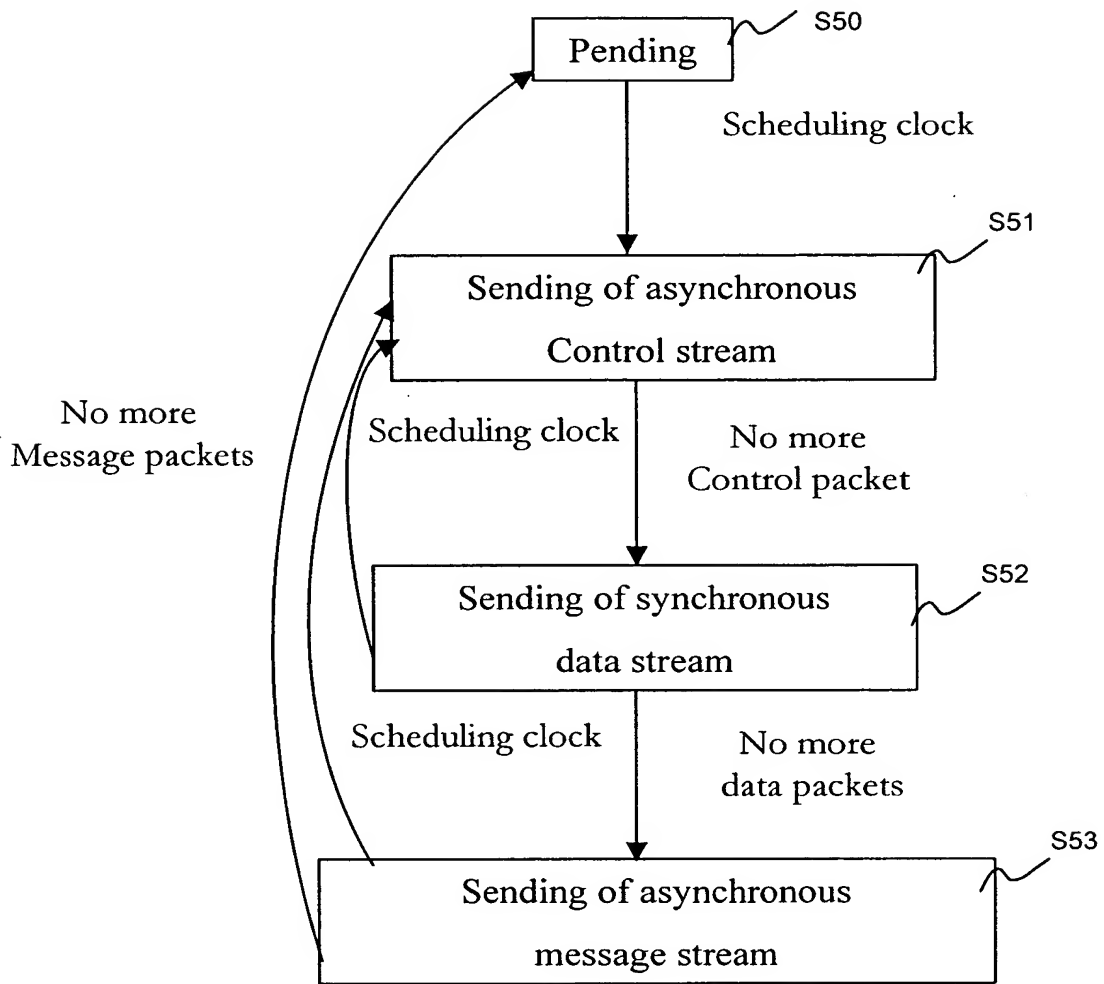 S50
Pending
Scheduling clock
S51
Sending of asynchronous
Control stream
No more
Message packets
Scheduling clock
No more
Control packet
S52
Sending of synchronous
data stream
Scheduling clock
No more
data packets
S53
Sending of asynchronous
message stream